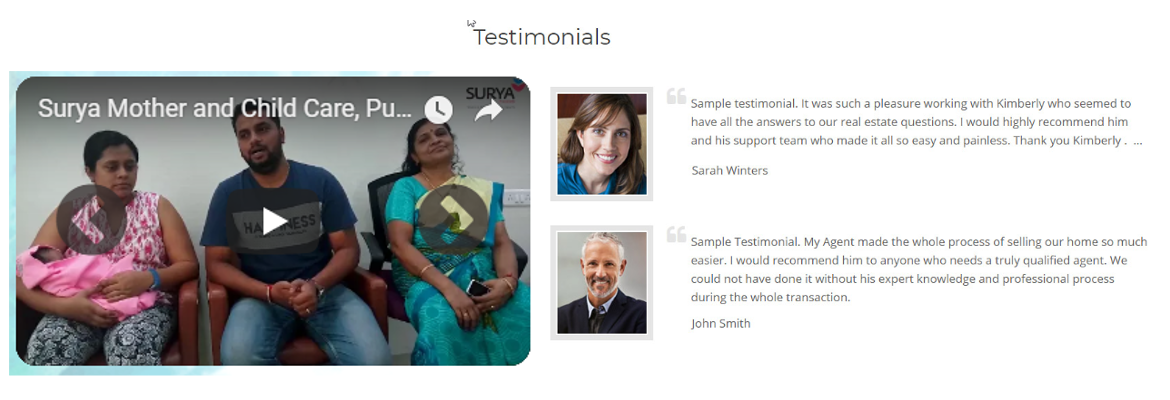 Testimonials
Surya Mother and Child Care, Pu...
SURYA
HAPPINESS
Sample testimonial. It was such a pleasure working with Kimberly who seemed to
have all the answers to our real estate questions. I would highly recommend him
and his support team who made it all so easy and painless. Thank you Kimberly . ...
Sarah Winters
Sample Testimonial. My Agent made the whole process of selling our home so much
easier. I would recommend him to anyone who needs a truly qualified agent. We
could not have done it without his expert knowledge and professional process
during the whole transaction.
John Smith